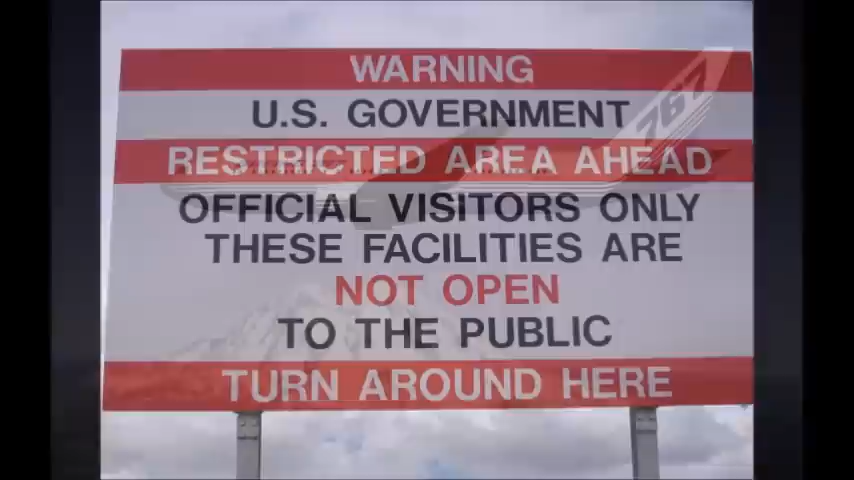 WARNING
U.S. GOVERNMENT
767
RESTRICTED AREA AHEAD
OFFICIAL VISITORS ONLY
THESE FACILITIES ARE
NOT OPEN
TO THE PUBLIC
TURN AROUND HERE